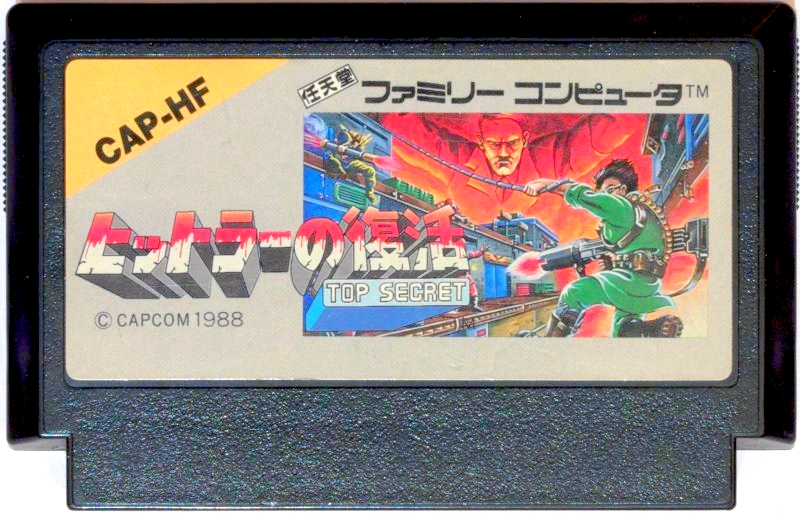 CAP-HF
任天堂 ファミリーコンピュータ™
ヒットラーの復活
TOP SECRET
© CAPCOM 1988